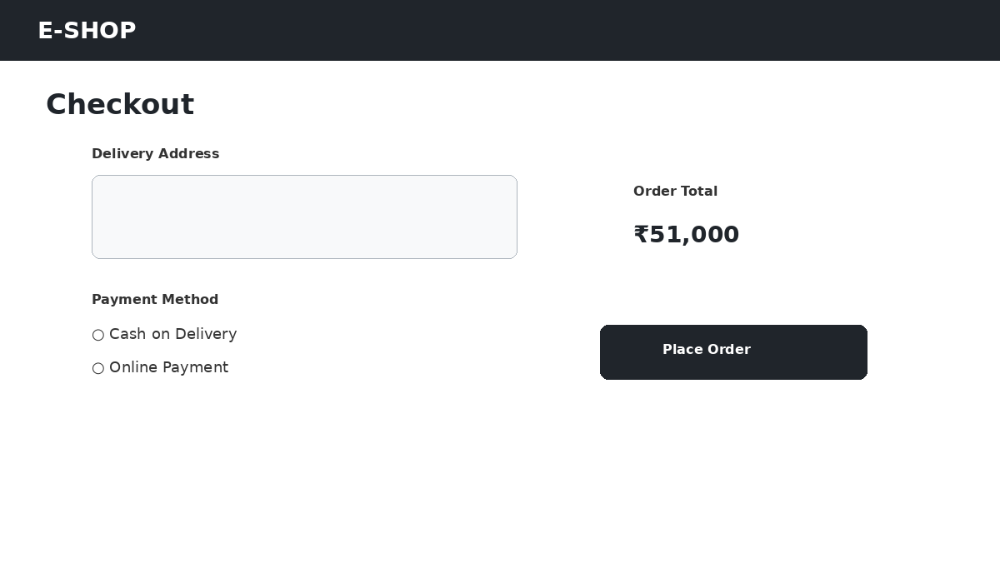 E-SHOP
Checkout
Delivery Address
Order Total
₹51,000
Payment Method
○ Cash on Delivery
○ Online Payment
Place Order